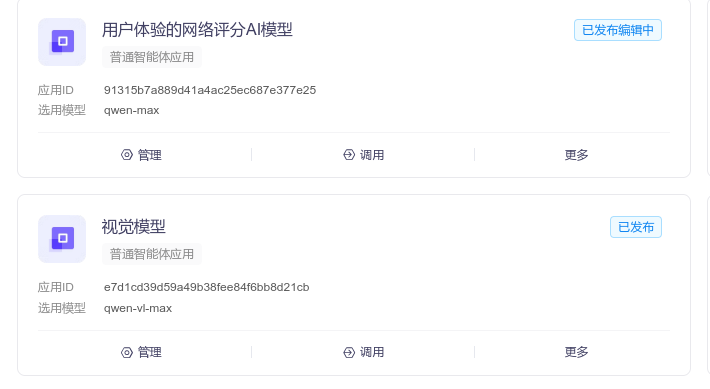 用户体验的网络评分AI模型
已发布编辑中
普通智能体应用
应用ID 91315b7a889d41a4ac25ec687e377e25
选用模型 qwen-max
管理 调用 更多
视觉模型
已发布
普通智能体应用
应用ID e7d1cd39d59a49b38fee84f6bb8d21cb
选用模型 qwen-vl-max
管理 调用 更多